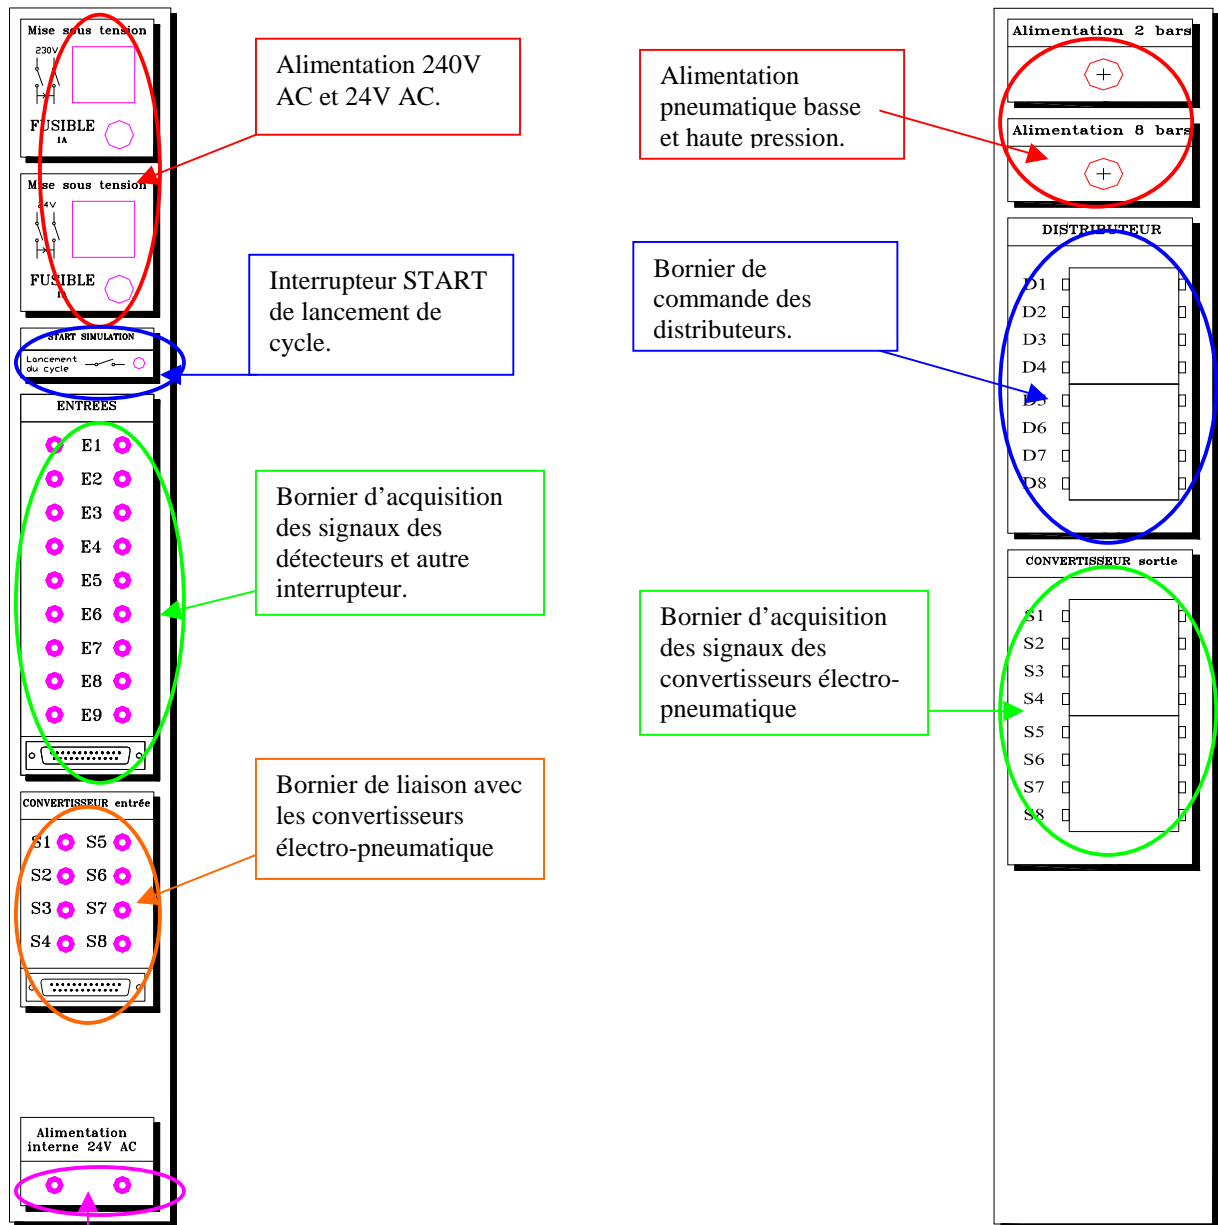 Mise sous tension
230V
FUSIBLE
1A
Mise sous tension
24V
FUSIBLE
START SIMULATION
Lancement
du cycle
ENTREES
E1
E2
E3
E4
E5
E6
E7
E8
E9
CONVERTISSEUR entrée
S1 S5
S2 S6
S3 S7
S4 S8
Alimentation
interne 24V AC
Alimentation 240V
AC et 24V AC.
Interrupteur START
de lancement de
cycle.
Bornier d’acquisition
des signaux des
détecteurs et autre
interrupteur.
Bornier de liaison avec
les convertisseurs
électro-pneumatique
Alimentation
pneumatique basse
et haute pression.
Bornier de
commande des
distributeurs.
Bornier d’acquisition
des signaux des
convertisseurs électro-
pneumatique
Alimentation 2 bars
Alimentation 8 bars
DISTRIBUTEUR
D1
D2
D3
D4
D5
D6
D7
D8
CONVERTISSEUR sortie
S1
S2
S3
S4
S5
S6
S7
S8